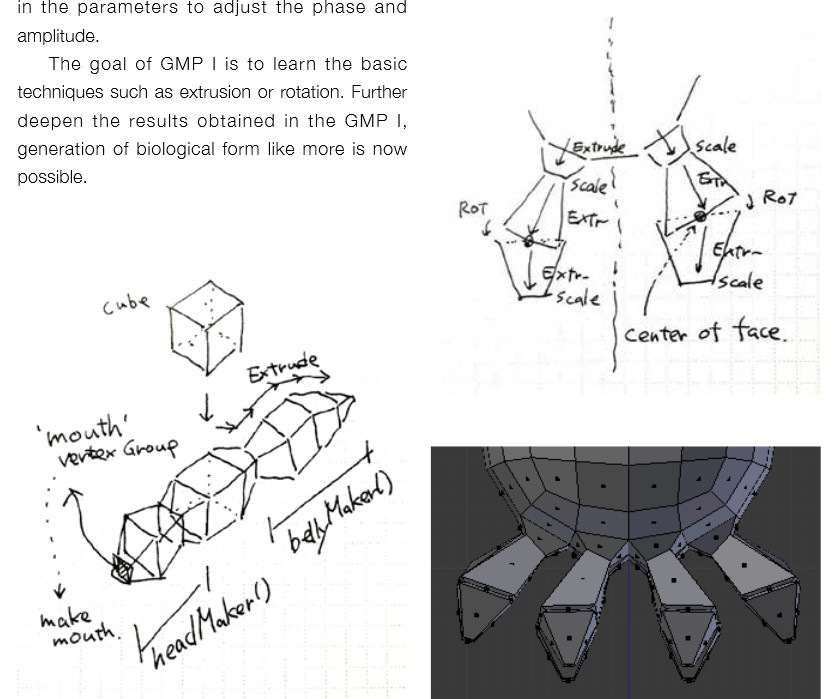 in the parameters to adjust the phase and
amplitude.
The goal of GMP I is to learn the basic
techniques such as extrusion or rotation. Further
deepen the results obtained in the GMP I,
generation of biological form like more is now
possible.
cube
Extrude
'mouth'
vertex Group
bellyMaker()
make
mouth.
headMaker()
Extrude
scale
scale
Extr
ROT
Extr
ROT
Extr-
scale
Extr-
scale
center of face.